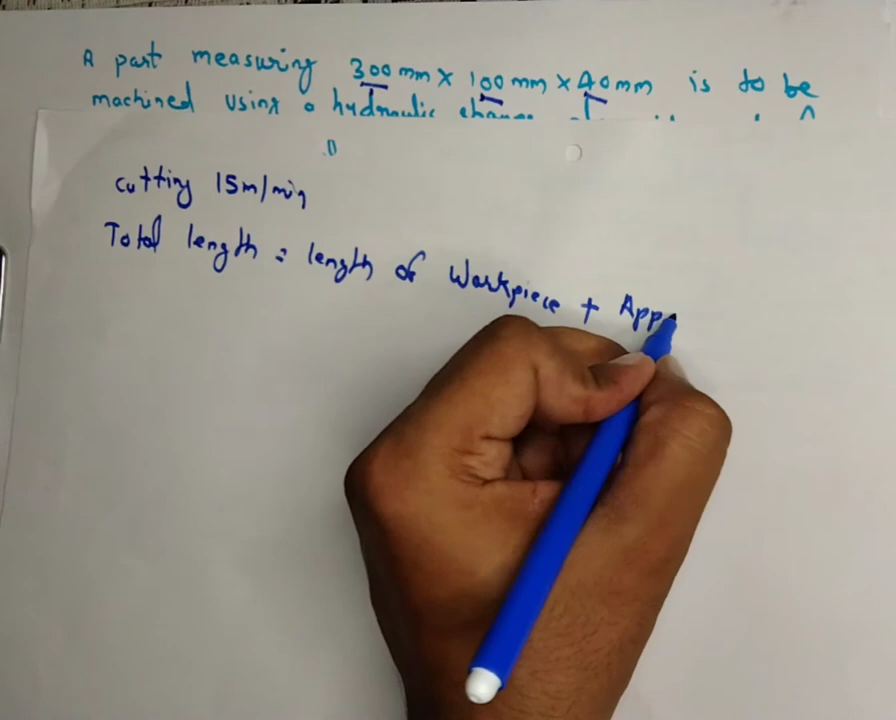 A part measuring 300 mm x 100 mm x 40 mm is to be
machined using a hydraulic
cutting 15m/min
Total length = length of Workpiece + App